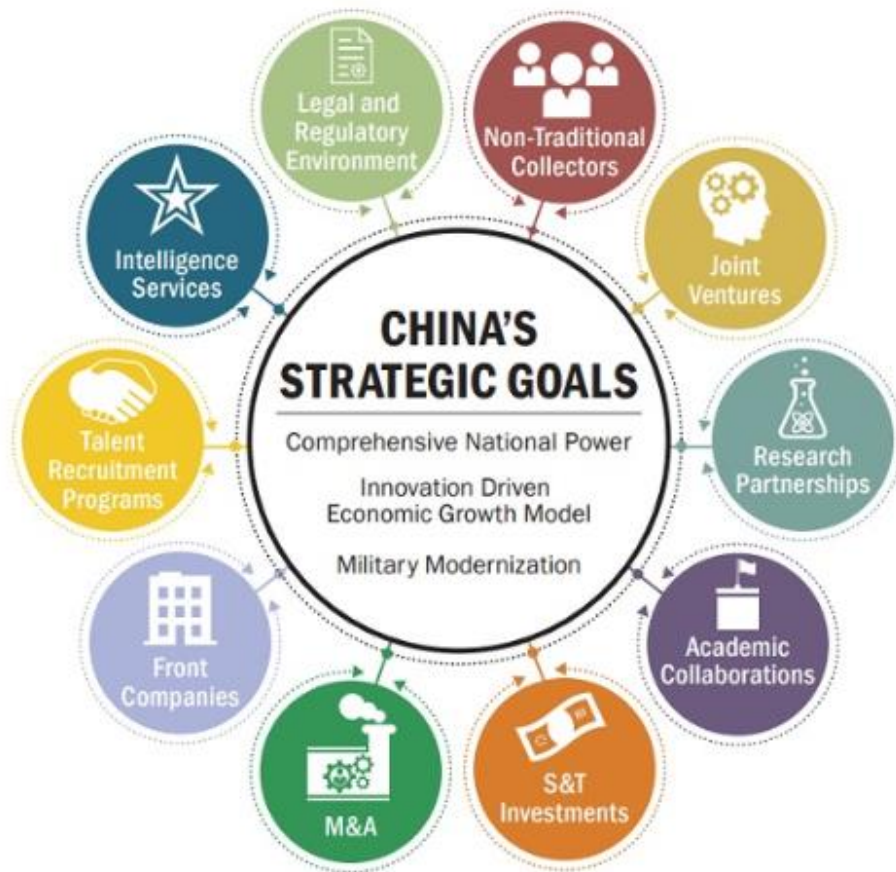 CHINA'S
STRATEGIC GOALS
Comprehensive National Power
Innovation Driven
Economic Growth Model
Military Modernization
Legal and
Regulatory
Environment
Non-Traditional
Collectors
Joint
Ventures
Research
Partnerships
Academic
Collaborations
S&T
Investments
M&A
Front
Companies
Talent
Recruitment
Programs
Intelligence
Services